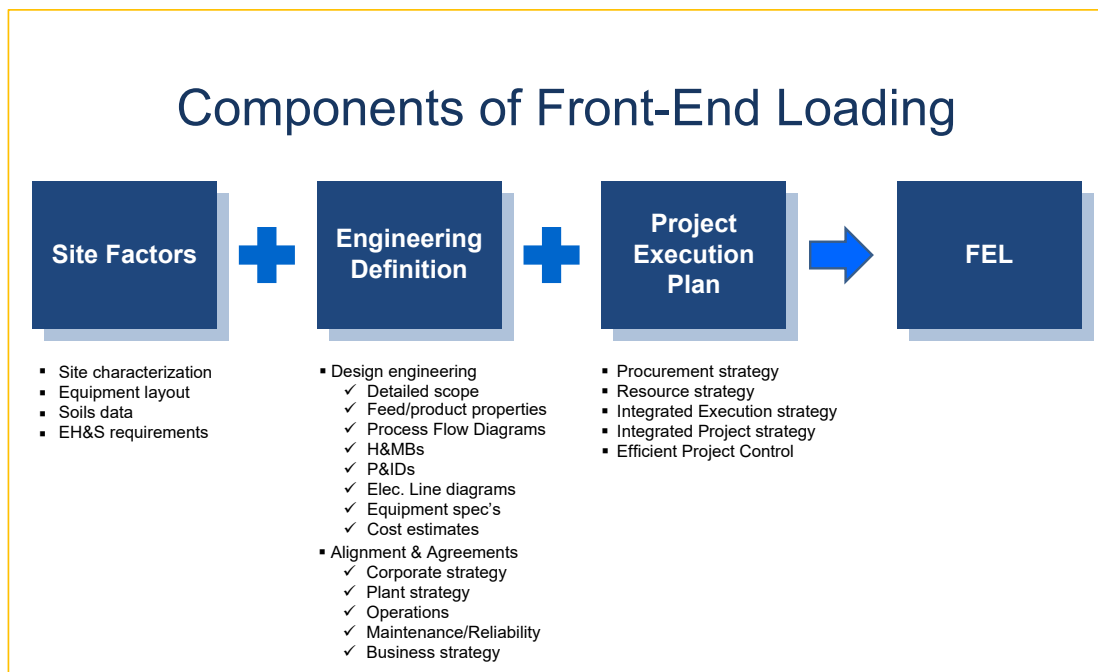 Components of Front-End Loading
Site Factors
Engineering
Definition
Project
Execution
Plan
FEL
▪ Site characterization
▪ Equipment layout
▪ Soils data
▪ EH&S requirements
▪ Design engineering
✓ Detailed scope
✓ Feed/product properties
✓ Process Flow Diagrams
✓ H&MBs
✓ P&IDs
✓ Elec. Line diagrams
✓ Equipment spec’s
✓ Cost estimates
▪ Alignment & Agreements
✓ Corporate strategy
✓ Plant strategy
✓ Operations
✓ Maintenance/Reliability
✓ Business strategy
▪ Procurement strategy
▪ Resource strategy
▪ Integrated Execution strategy
▪ Integrated Project strategy
▪ Efficient Project Control